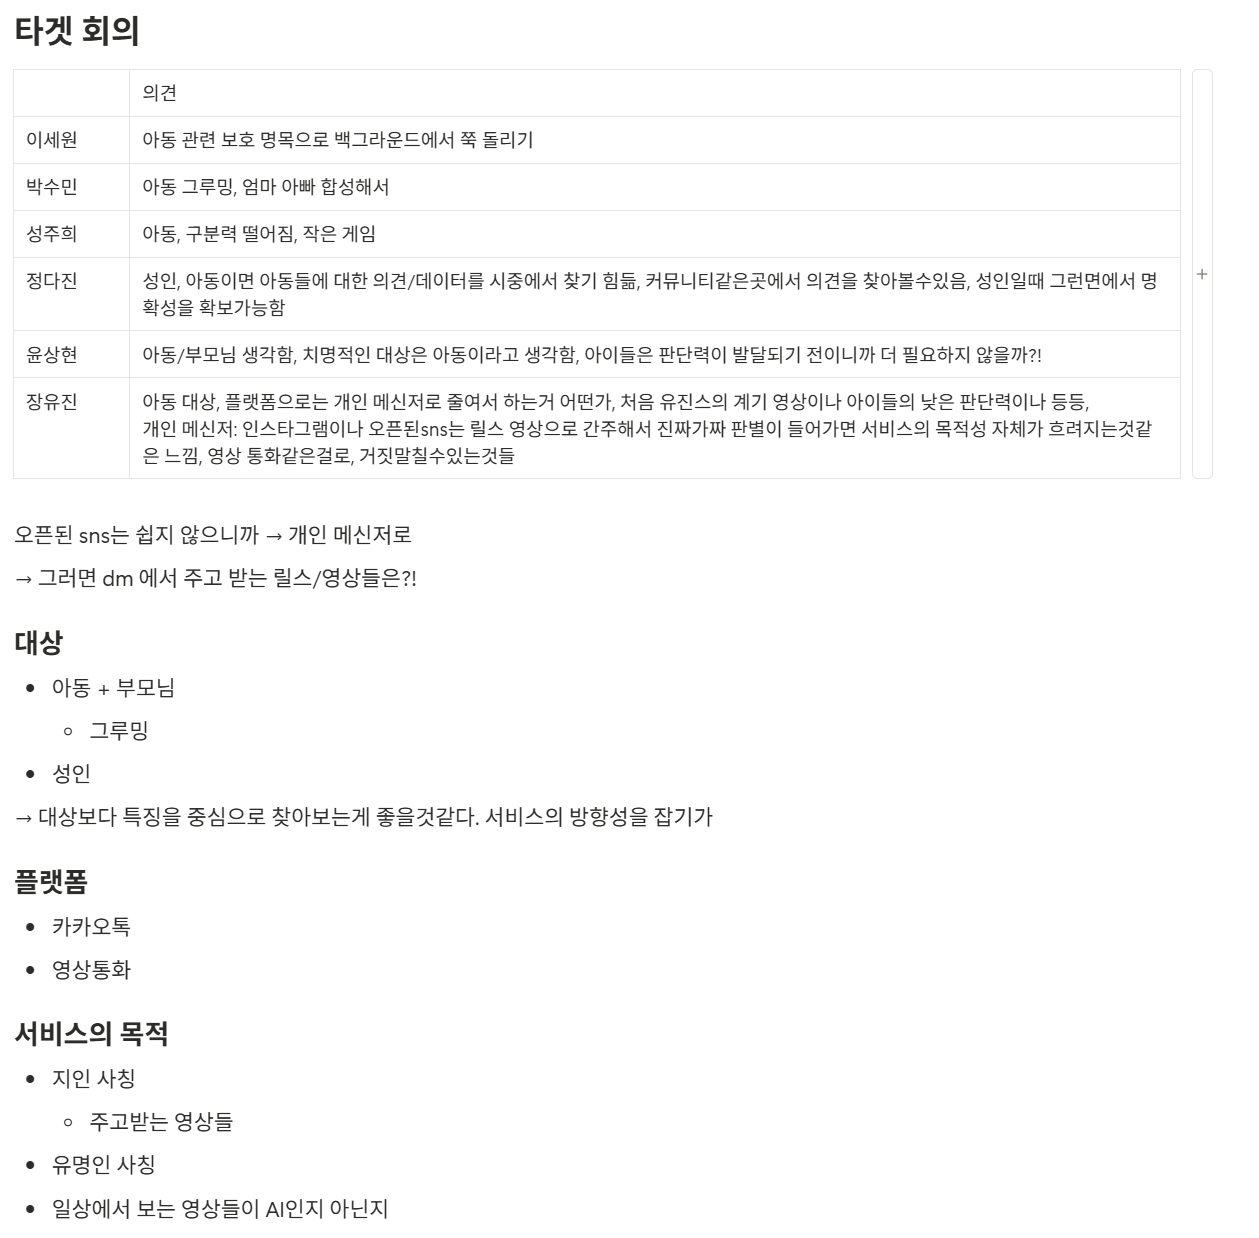 타겟 회의
의견
이세원
아동 관련 보호 명목으로 백그라운드에서 쭉 돌리기
박수민
아동 그루밍, 엄마 아빠 합성해서
성주희
아동, 구분력 떨어짐, 작은 게임
정다진
성인, 아동이면 아동들에 대한 의견/데이터를 시중에서 찾기 힘듦, 커뮤니티같은곳에서 의견을 찾아볼수있음, 성인일때 그런면에서 명
확성을 확보가능함
윤상현
아동/부모님 생각함, 치명적인 대상은 아동이라고 생각함, 아이들은 판단력이 발달되기 전이니까 더 필요하지 않을까?!
장유진
아동 대상, 플랫폼으로는 개인 메신저로 줄여서 하는거 어떤가, 처음 유진스의 계기 영상이나 아이들의 낮은 판단력이나 등등,
개인 메신저: 인스타그램이나 오픈된sns는 릴스 영상으로 간주해서 진짜가짜 판별이 들어가면 서비스의 목적성 자체가 흐려지는것같
은 느낌, 영상 통화같은걸로, 거짓말칠수있는것들
+
오픈된 sns는 쉽지 않으니까 → 개인 메신저로
→ 그러면 dm 에서 주고 받는 릴스/영상들은?!
대상
• 아동 + 부모님
◦ 그루밍
• 성인
→ 대상보다 특징을 중심으로 찾아보는게 좋을것같다. 서비스의 방향성을 잡기가
플랫폼
• 카카오톡
• 영상통화
서비스의 목적
• 지인 사칭
◦ 주고받는 영상들
• 유명인 사칭
• 일상에서 보는 영상들이 AI인지 아닌지